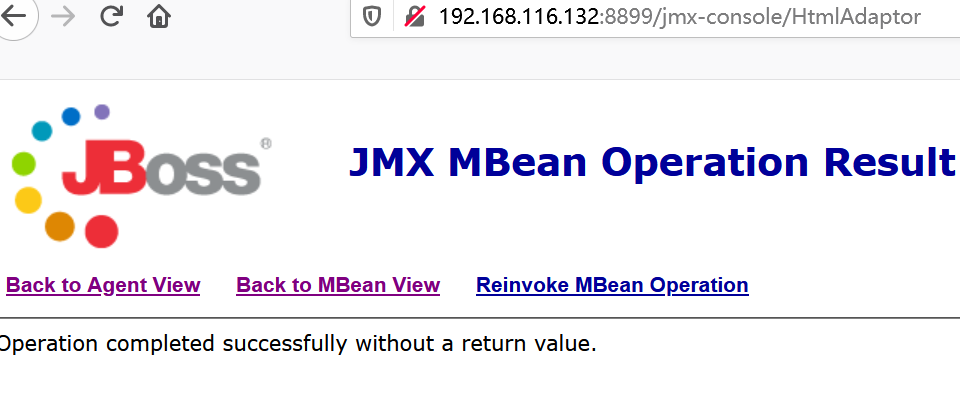 192.168.116.132:8899/jmx-console/HtmlAdaptor
JBoss®
JMX MBean Operation Result
Back to Agent View Back to MBean View Reinvoke MBean Operation
Operation completed successfully without a return value.